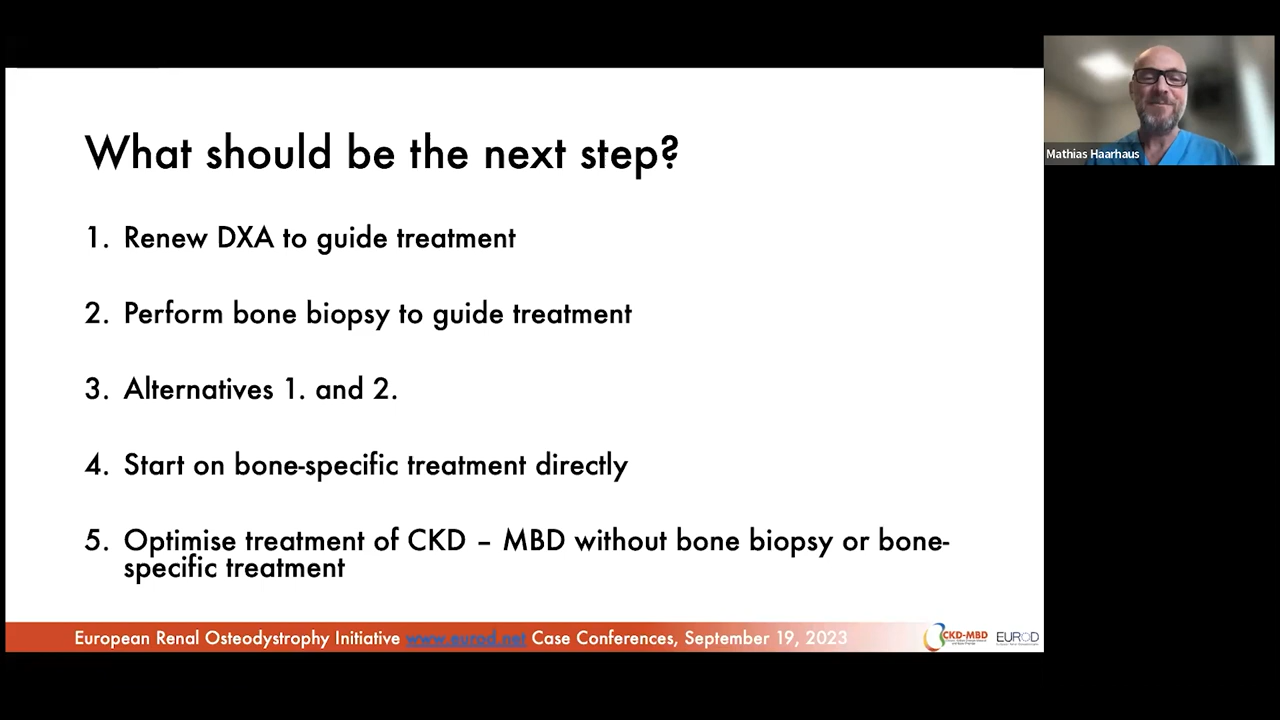 What should be the next step?
1. Renew DXA to guide treatment
2. Perform bone biopsy to guide treatment
3. Alternatives 1. and 2.
4. Start on bone-specific treatment directly
5. Optimise treatment of CKD – MBD without bone biopsy or bone-
specific treatment
European Renal Osteodystrophy Initiative www.eurod.net Case Conferences, September 19, 2023
CKD-MBD
EUROD
Mathias Haarhaus